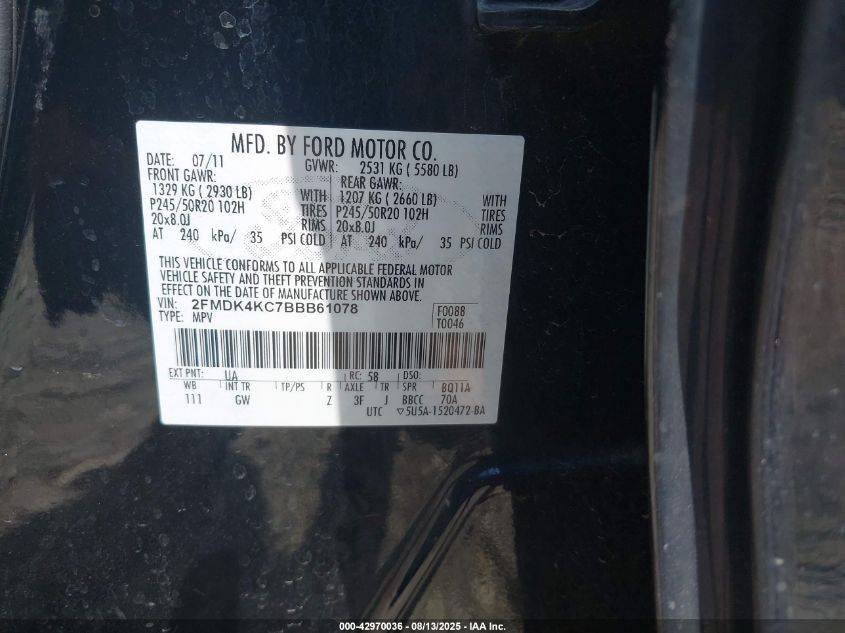 MFD. BY FORD MOTOR CO.
DATE: 07/11 GVWR: 2531 KG ( 5580 LB)
FRONT GAWR: REAR GAWR:
1329 KG ( 2930 LB) WITH 1207 KG ( 2660 LB) WITH
P245/50R20 102H TIRES P245/50R20 102H TIRES
20x8.0J RIMS 20x8.0J RIMS
AT 240 kPa/ 35 PSI COLD AT 240 kPa/ 35 PSI COLD
THIS VEHICLE CONFORMS TO ALL APPLICABLE FEDERAL MOTOR
VEHICLE SAFETY AND THEFT PREVENTION STANDARDS IN
EFFECT ON THE DATE OF MANUFACTURE SHOWN ABOVE.
VIN: 2FMDK4KC7BBB61078 F0088
TYPE: MPV T0046
EXT PNT: UA RC: 58 DSO:
WB INT TR TP/PS R AXLE TR SPR BQ11A
111 GW Z 3F J BBCC 70A
UTC ▽5U5A-1520472-BA
000-42970036 - 08/13/2025 - IAA, Inc.